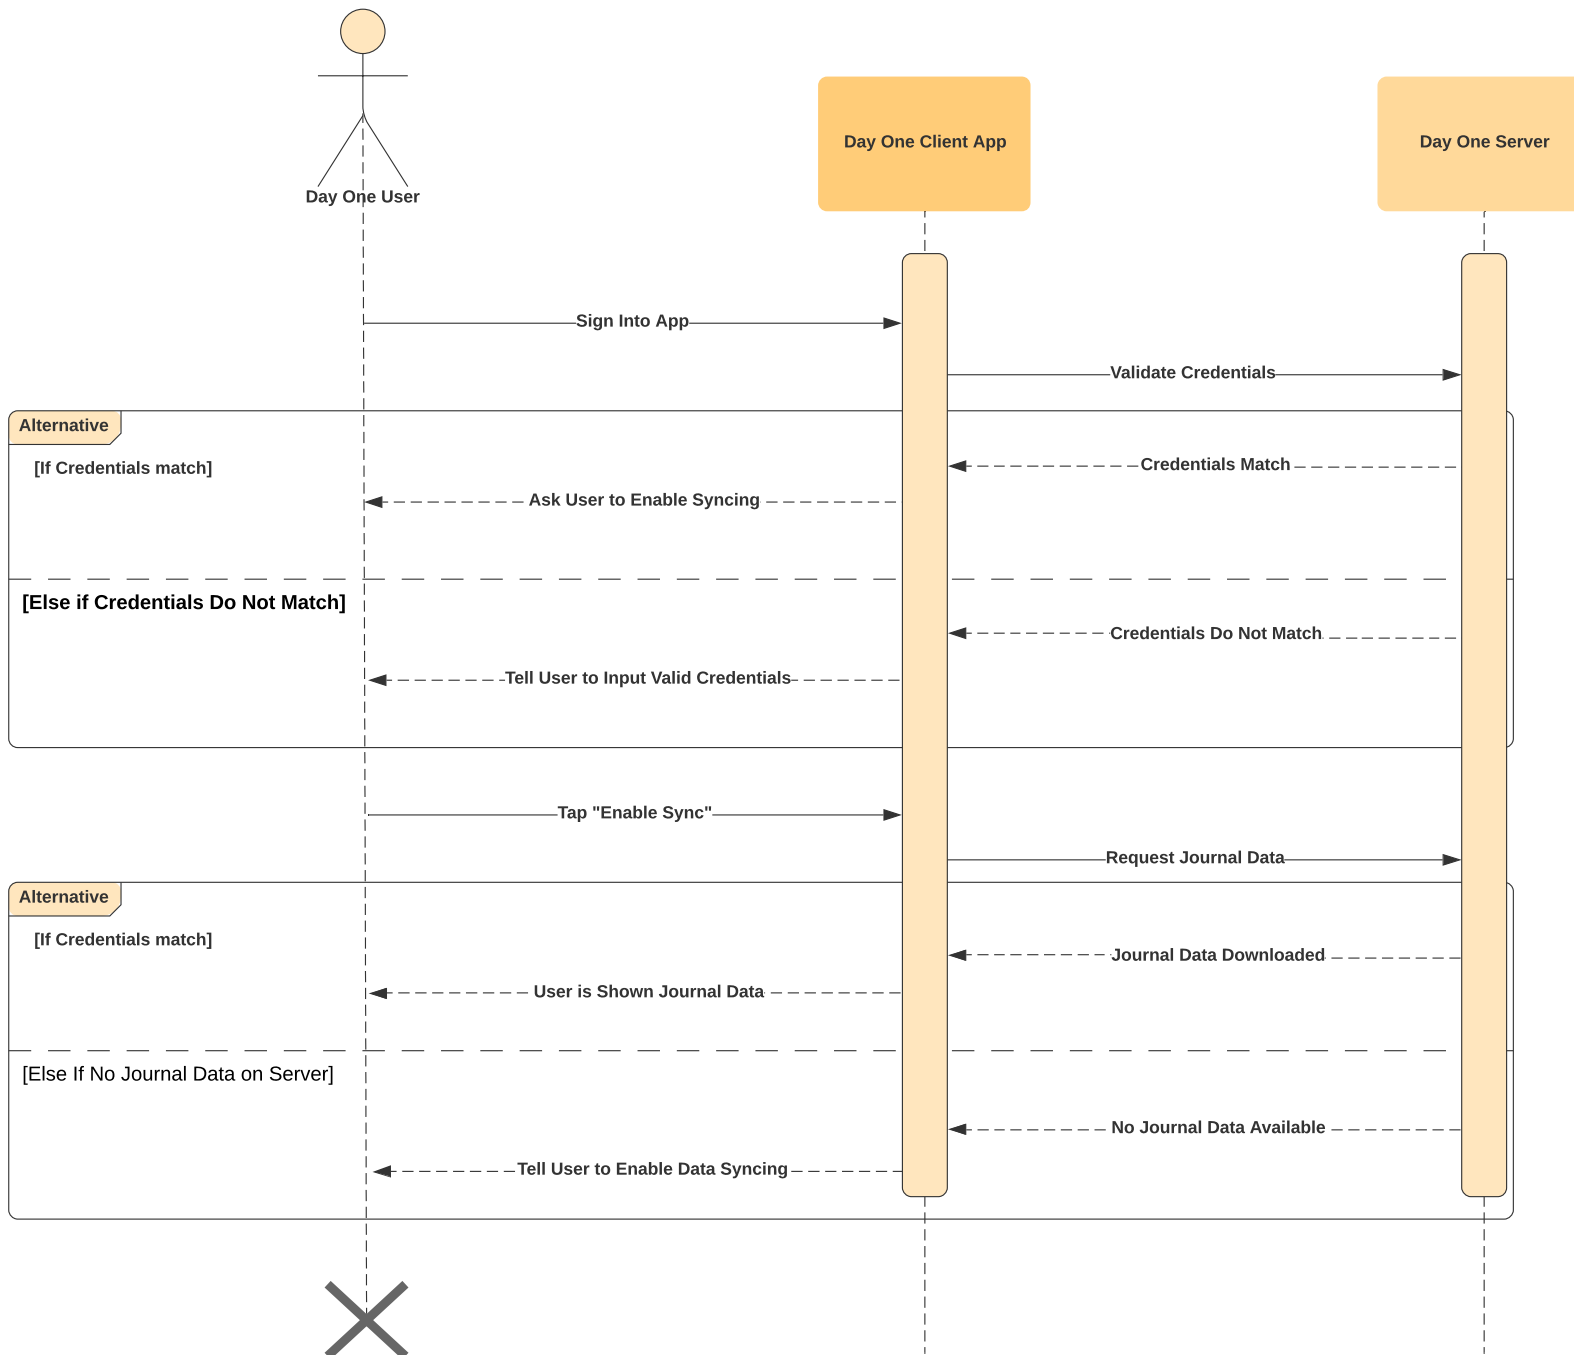 Day One Client App
Day One Server
Day One User
Sign Into App
Validate Credentials
Alternative
[If Credentials match]
Credentials Match
Ask User to Enable Syncing
[Else if Credentials Do Not Match]
Credentials Do Not Match
Tell User to Input Valid Credentials
Tap "Enable Sync"
Request Journal Data
Alternative
[If Credentials match]
Journal Data Downloaded
User is Shown Journal Data
[Else If No Journal Data on Server]
No Journal Data Available
Tell User to Enable Data Syncing